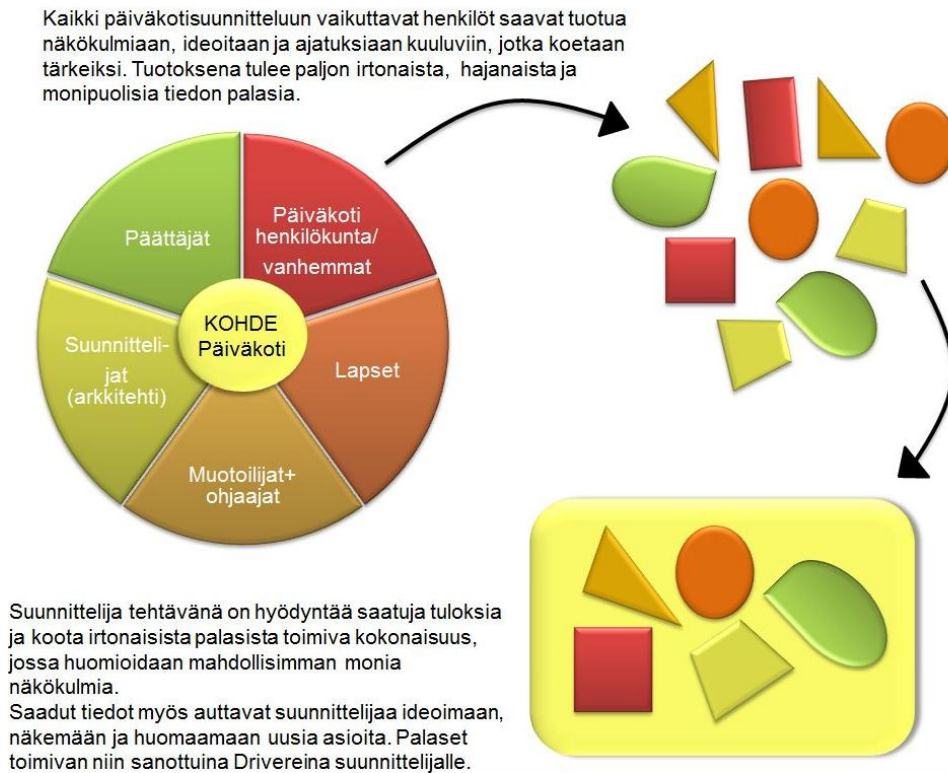 Kaikki päiväkotisuunnitteluun vaikuttavat henkilöt saavat tuotua
näkökulmiaan, ideoitaan ja ajatuksiaan kuuluviin, jotka koetaan
tärkeiksi. Tuotoksena tulee paljon irtonaista, hajanaista ja
monipuolisia tiedon palasia.
Päättäjät
Päiväkoti
henkilökunta/
vanhemmat
KOHDE
Päiväkoti
Suunnitteli-
jat
(arkkitehti)
Lapset
Muotoilijat+
ohjaajat
Suunnittelija tehtävänä on hyödyntää saatuja tuloksia
ja koota irtonaisista palasista toimiva kokonaisuus,
jossa huomioidaan mahdollisimman monia
näkökulmia.
Saadut tiedot myös auttavat suunnittelijaa ideoimaan,
näkemään ja huomaamaan uusia asioita. Palaset
toimivan niin sanottuina Drivereina suunnittelijalle.